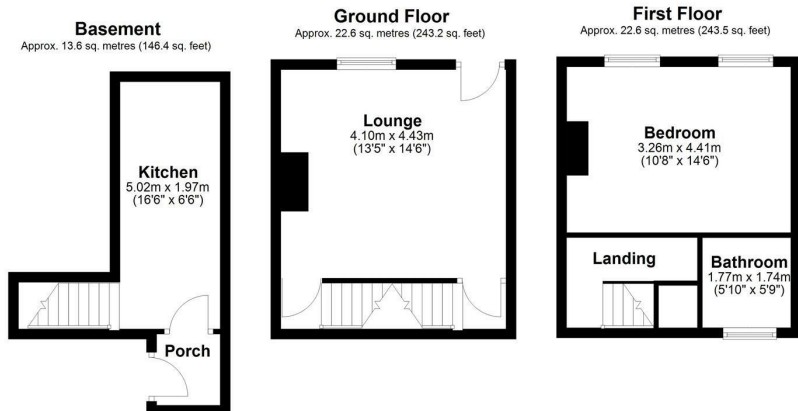 Basement
Approx. 13.6 sq. metres (146.4 sq. feet)
Kitchen
5.02m x 1.97m
(16'6" x 6'6")
Porch
Ground Floor
Approx. 22.6 sq. metres (243.2 sq. feet)
Lounge
4.10m x 4.43m
(13'5" x 14'6")
First Floor
Approx. 22.6 sq. metres (243.5 sq. feet)
Bedroom
3.26m x 4.41m
(10'8" x 14'6")
Landing
Bathroom
1.77m x 1.74m
(5'10" x 5'9")